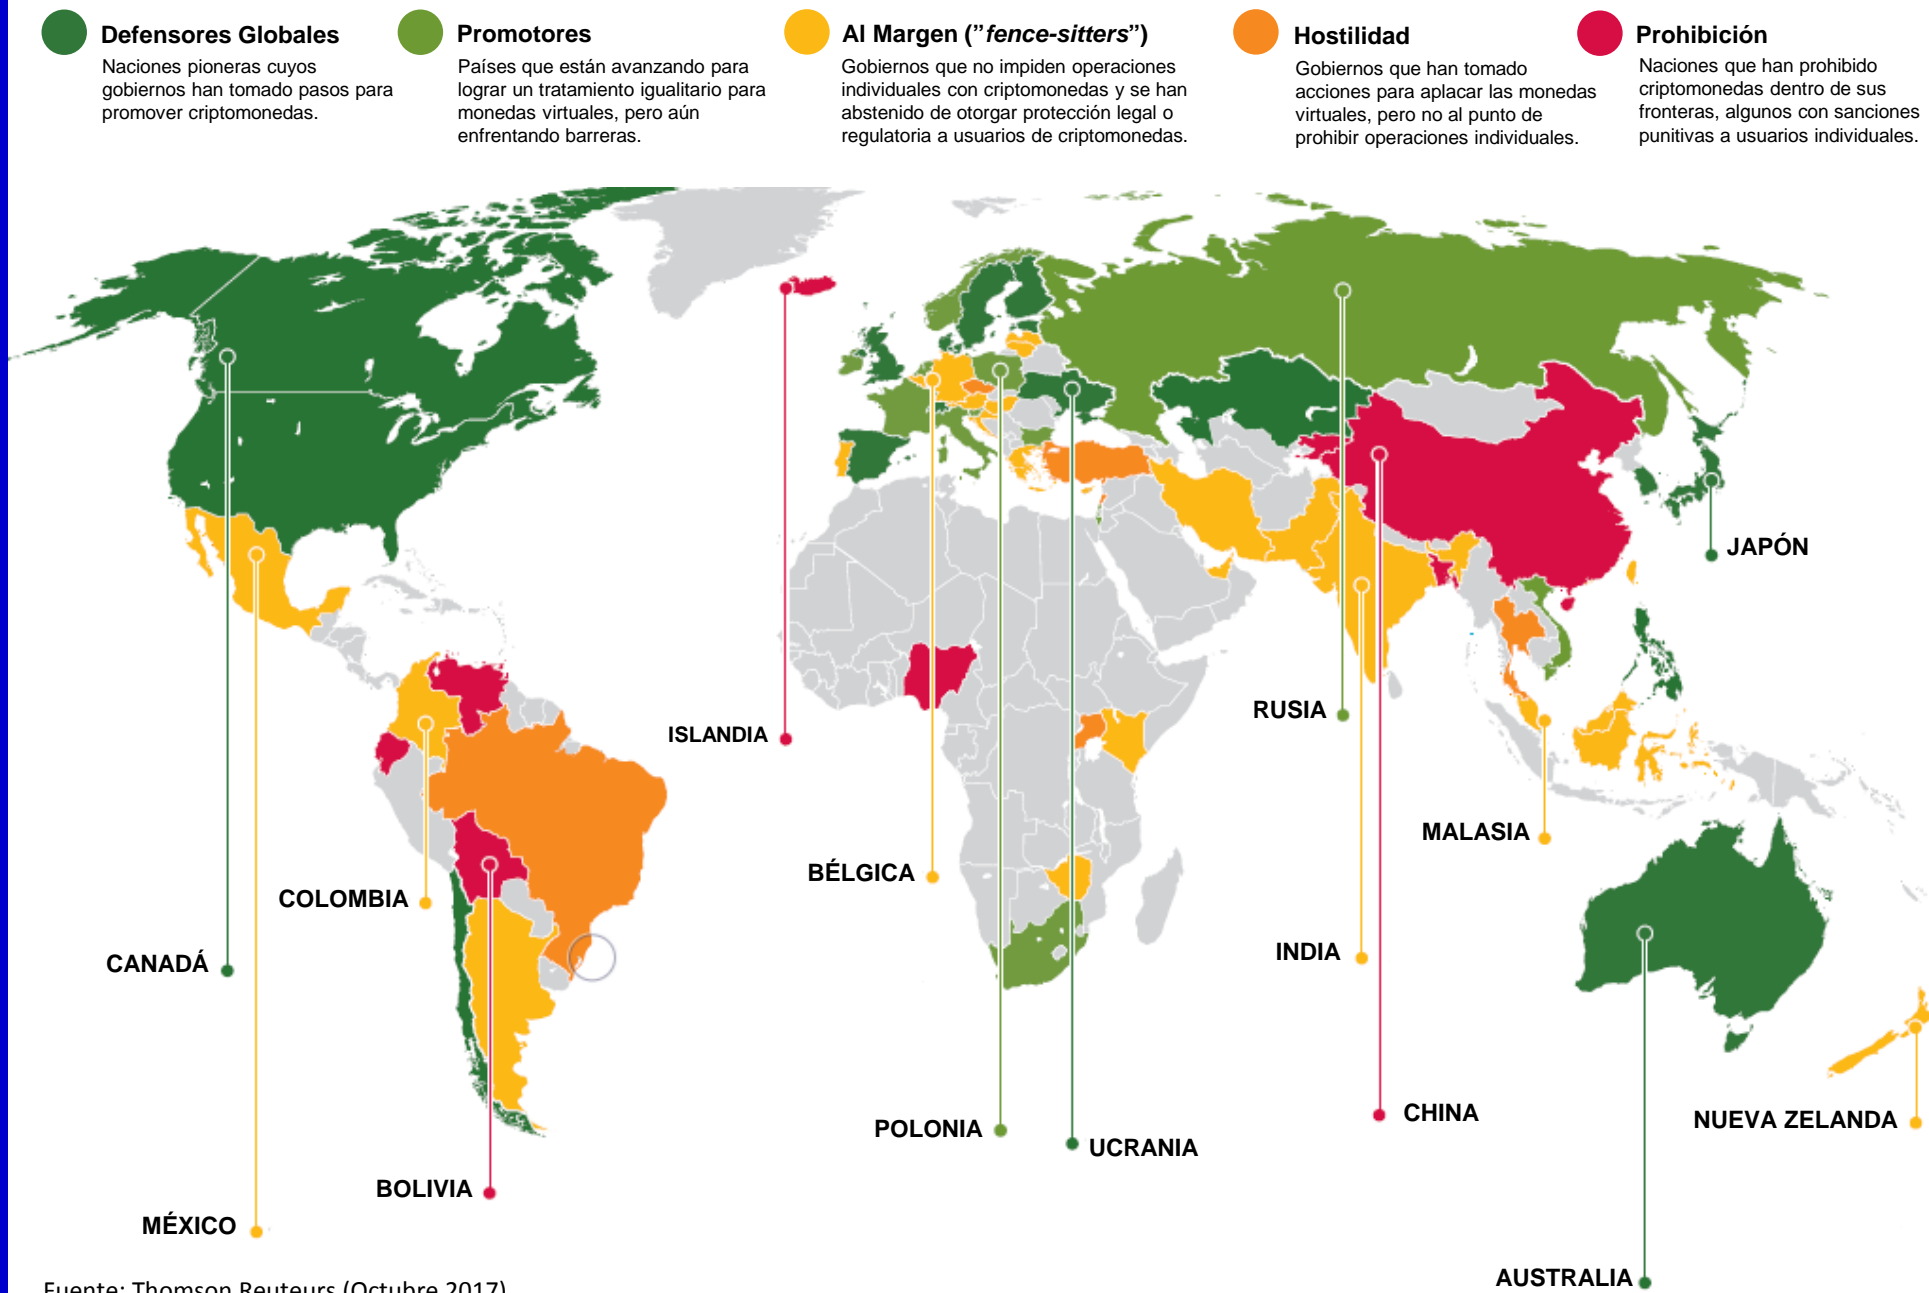 Defensores Globales
Naciones pioneras cuyos
gobiernos han tomado pasos para
promover criptomonedas.
Promotores
Países que están avanzando para
lograr un tratamiento igualitario para
monedas virtuales, pero aún
enfrentando barreras.
Al Margen ("fence-sitters")
Gobiernos que no impiden operaciones
individuales con criptomonedas y se han
abstenido de otorgar protección legal o
regulatoria a usuarios de criptomonedas.
Hostilidad
Gobiernos que han tomado
acciones para aplacar las monedas
virtuales, pero no al punto de
prohibir operaciones individuales.
Prohibición
Naciones que han prohibido
criptomonedas dentro de sus
fronteras, algunos con sanciones
punitivas a usuarios individuales.
JAPÓN
RUSIA
ISLANDIA
MALASIA
BÉLGICA
COLOMBIA
INDIA
CANADÁ
CHINA
NUEVA ZELANDA
POLONIA
UCRANIA
BOLIVIA
MÉXICO
AUSTRALIA
Fuente: Thomson Reuteurs (Octubre 2017)